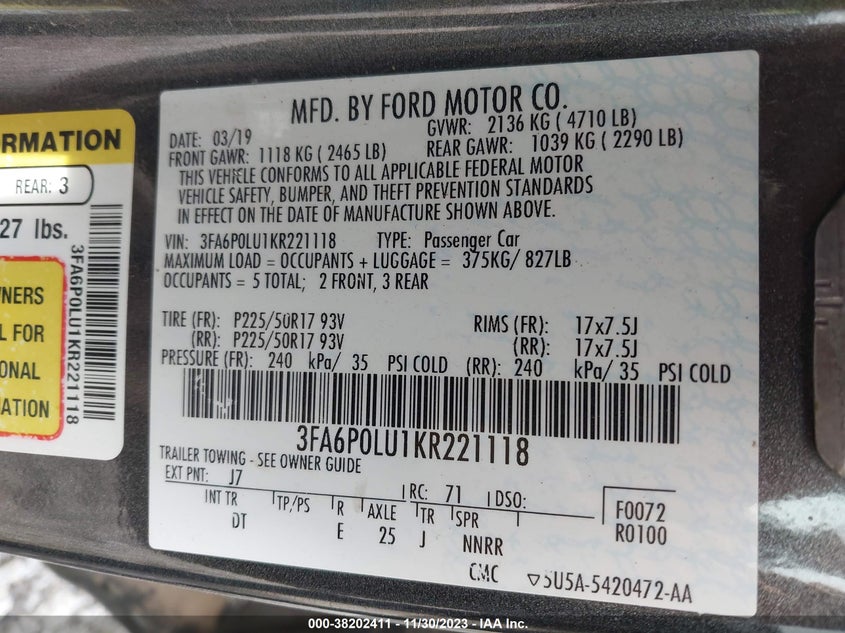 RMATION
REAR: 3
27 lbs.
NERS
L FOR
ONAL
ATION
3FA6P0LU1KR221118
MFD. BY FORD MOTOR CO.
DATE: 03/19 GVWR: 2136 KG ( 4710 LB)
FRONT GAWR: 1118 KG ( 2465 LB) REAR GAWR: 1039 KG ( 2290 LB)
THIS VEHICLE CONFORMS TO ALL APPLICABLE FEDERAL MOTOR
VEHICLE SAFETY, BUMPER, AND THEFT PREVENTION STANDARDS
IN EFFECT ON THE DATE OF MANUFACTURE SHOWN ABOVE.
VIN: 3FA6P0LU1KR221118 TYPE: Passenger Car
MAXIMUM LOAD = OCCUPANTS + LUGGAGE = 375KG/ 827LB
OCCUPANTS = 5 TOTAL; 2 FRONT, 3 REAR
TIRE (FR): P225/50R17 93V RIMS (FR): 17x7.5J
(RR): P225/50R17 93V (RR): 17x7.5J
PRESSURE (FR): 240 kPa/ 35 PSI COLD (RR): 240 kPa/ 35 PSI COLD
3FA6P0LU1KR221118
TRAILER TOWING - SEE OWNER GUIDE
EXT PNT: J7 RC: 71 DSO:
INT TR TP/PS R AXLE TR SPR F0072
DT E 25 J NNRR R0100
CMC 5U5A-5420472-AA
000-38202411 - 11/30/2023 - IAA Inc.